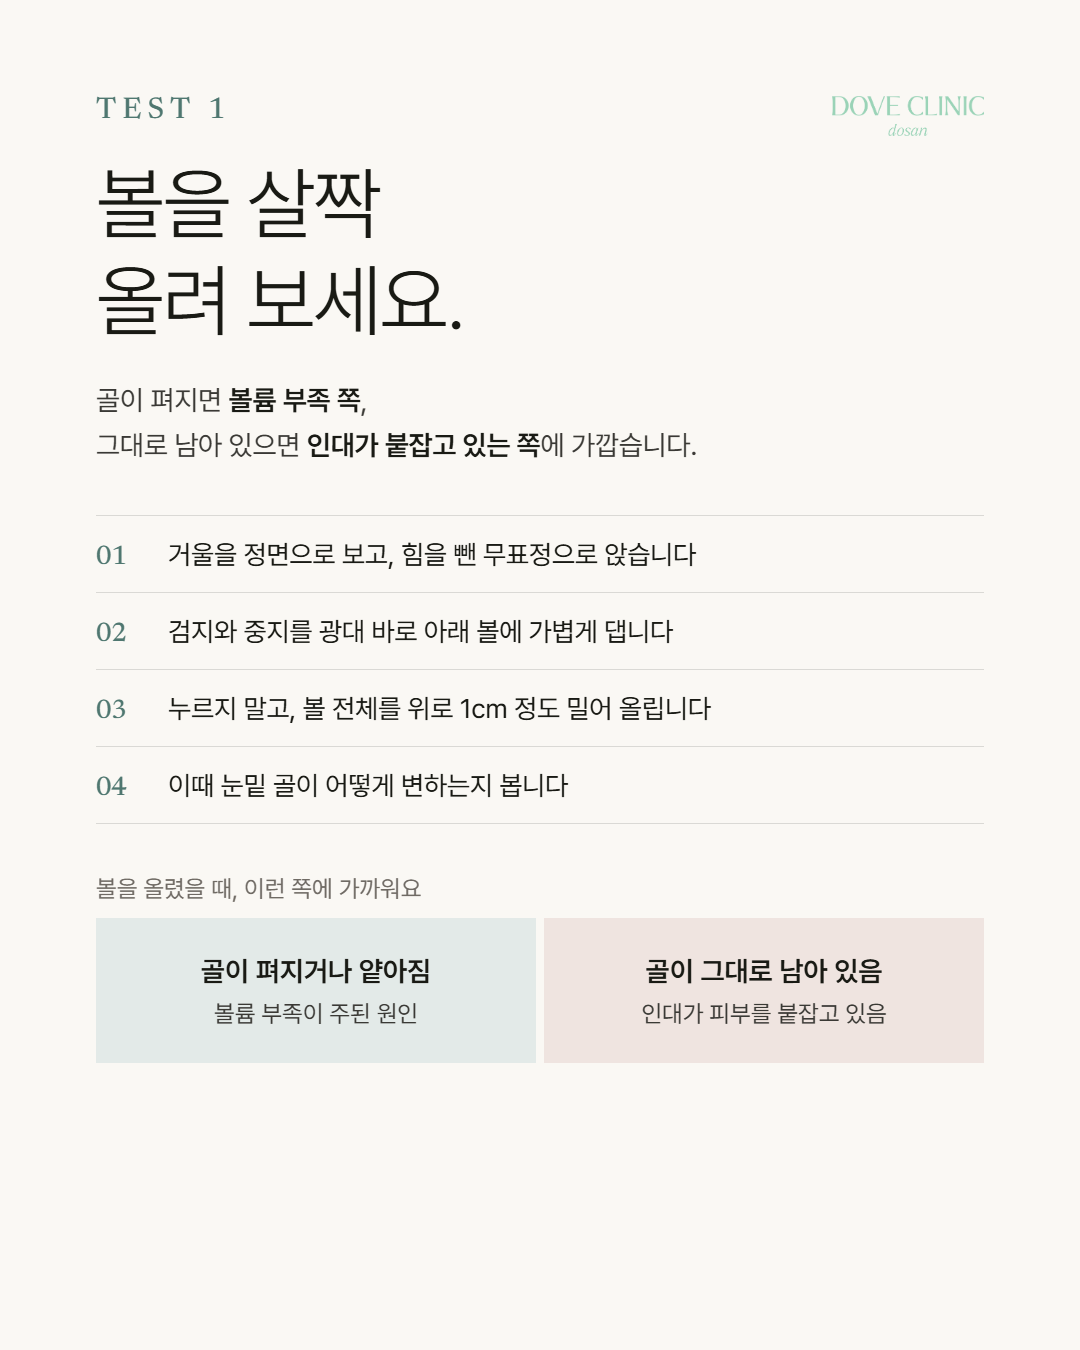 TEST 1
DOVE CLINIC
dosan
볼을 살짝
올려 보세요.
골이 펴지면 볼륨 부족 쪽,
그대로 남아 있으면 인대가 붙잡고 있는 쪽에 가깝습니다.
01 거울을 정면으로 보고, 힘을 뺀 무표정으로 앉습니다
02 검지와 중지를 광대 바로 아래 볼에 가볍게 댑니다
03 누르지 말고, 볼 전체를 위로 1cm 정도 밀어 올립니다
04 이때 눈밑 골이 어떻게 변하는지 봅니다
볼을 올렸을 때, 이런 쪽에 가까워요
골이 펴지거나 얕아짐
볼륨 부족이 주된 원인
골이 그대로 남아 있음
인대가 피부를 붙잡고 있음